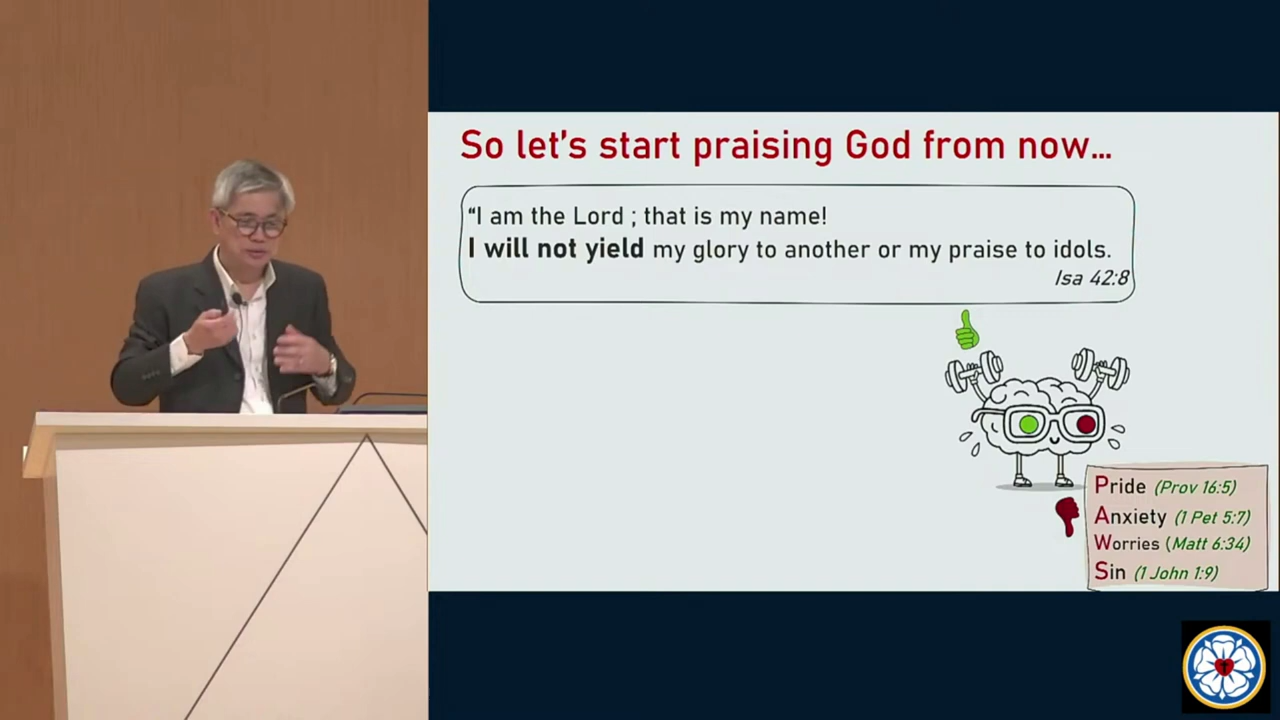 So let's start praising God from now...
“I am the Lord ; that is my name!
I will not yield my glory to another or my praise to idols.
Isa 42:8
Pride (Prov 16:5)
Anxiety (1 Pet 5:7)
Worries (Matt 6:34)
Sin (1 John 1:9)